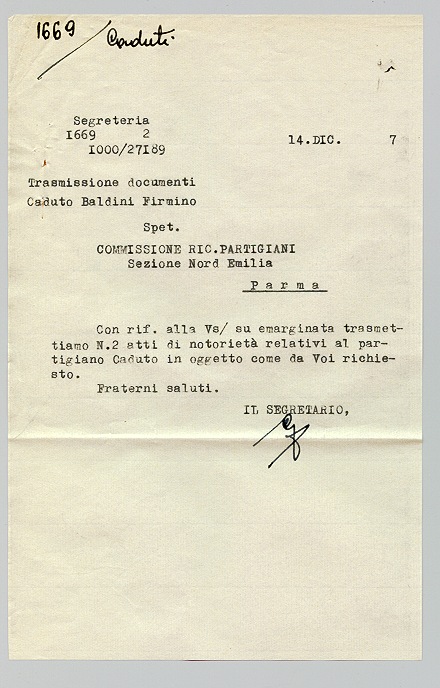 1669 / Caduti
Segreteria
1669 2
1000/27189
14.DIC. 7
Trasmissione documenti
Caduto Baldini Firmino
Spet.
COMMISSIONE RIC.PARTIGIANI
Sezione Nord Emilia
Parma
Con rif. alla Vs/ su emarginata trasmet-
tiamo N.2 atti di notorietà relativi al par-
tigiano Caduto in oggetto come da Voi richie-
sto.
Fraterni saluti.
IL SEGRETARIO,